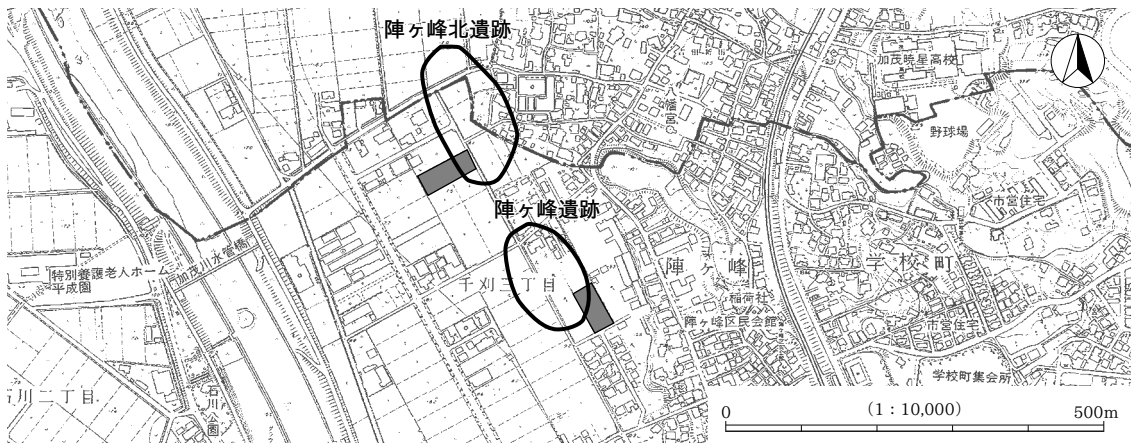 陣ヶ峰北遺跡
加茂暁星高校
八幡宮
野球場
市営住宅
陣ヶ峰遺跡
特別養護老人ホーム
平成園
加茂川水管橋
陣ヶ峰
学校町
千刈三丁目
稲荷社
陣ヶ峰区民会館
市営住宅
学校町集会所
石川二丁目
石川公園
0
(1:10,000)
500m